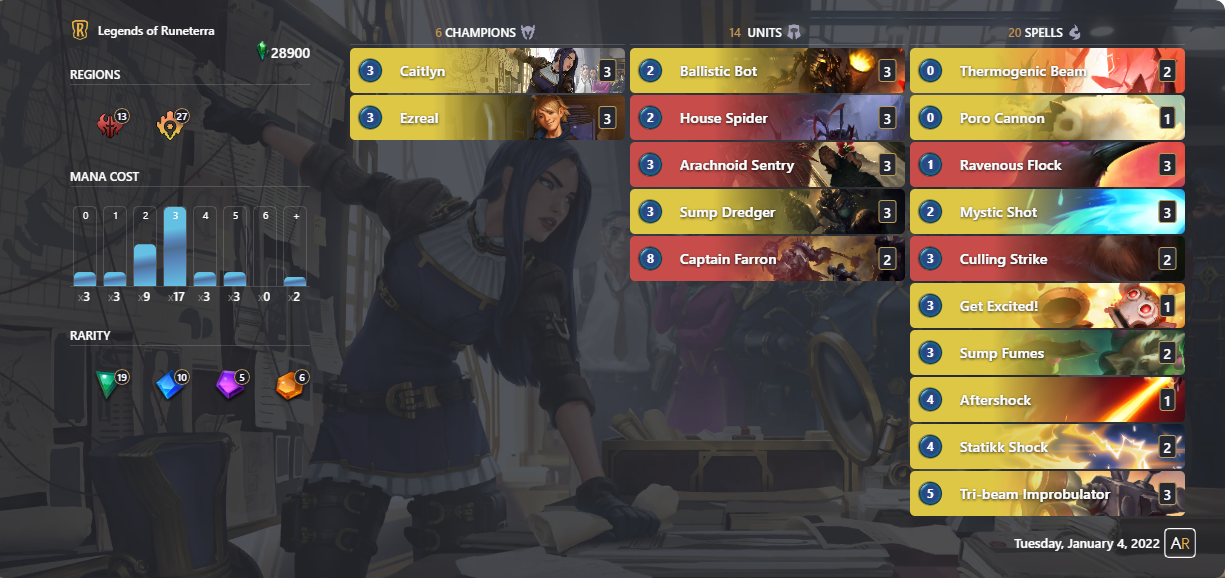 R Legends of Runeterra
28900
REGIONS
13
27
MANA COST
0 1 2 3 4 5 6 +
x3 x3 x9 x17 x3 x3 x0 x2
RARITY
19 10 5 6
6 CHAMPIONS
3 Caitlyn 3
3 Ezreal 3
14 UNITS
2 Ballistic Bot 3
2 House Spider 3
3 Arachnoid Sentry 3
3 Sump Dredger 3
8 Captain Farron 2
20 SPELLS
0 Thermogenic Beam 2
0 Poro Cannon 1
1 Ravenous Flock 3
2 Mystic Shot 3
3 Culling Strike 2
3 Get Excited! 1
3 Sump Fumes 2
4 Aftershock 1
4 Statikk Shock 2
5 Tri-beam Improbulator 3
Tuesday, January 4, 2022 AR